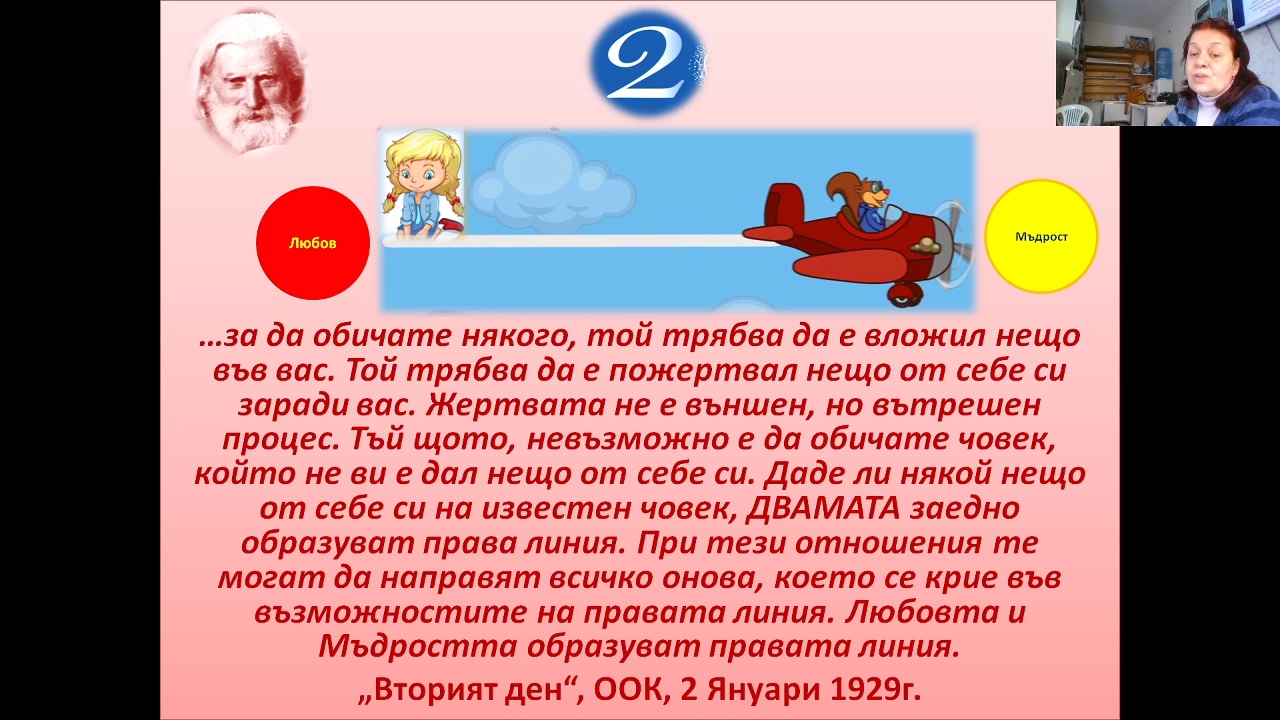 2
Любов
Мъдрост
...за да обичате някого, той трябва да е вложил нещо
във вас. Той трябва да е пожертвал нещо от себе си
заради вас. Жертвата не е външен, но вътрешен
процес. Тъй щото, невъзможно е да обичате човек,
който не ви е дал нещо от себе си. Даде ли някой нещо
от себе си на известен човек, ДВАМАТА заедно
образуват права линия. При тези отношения те
могат да направят всичко онова, което се крие във
възможностите на правата линия. Любовта и
Мъдростта образуват правата линия.
„Вторият ден“, ООК, 2 Януари 1929г.